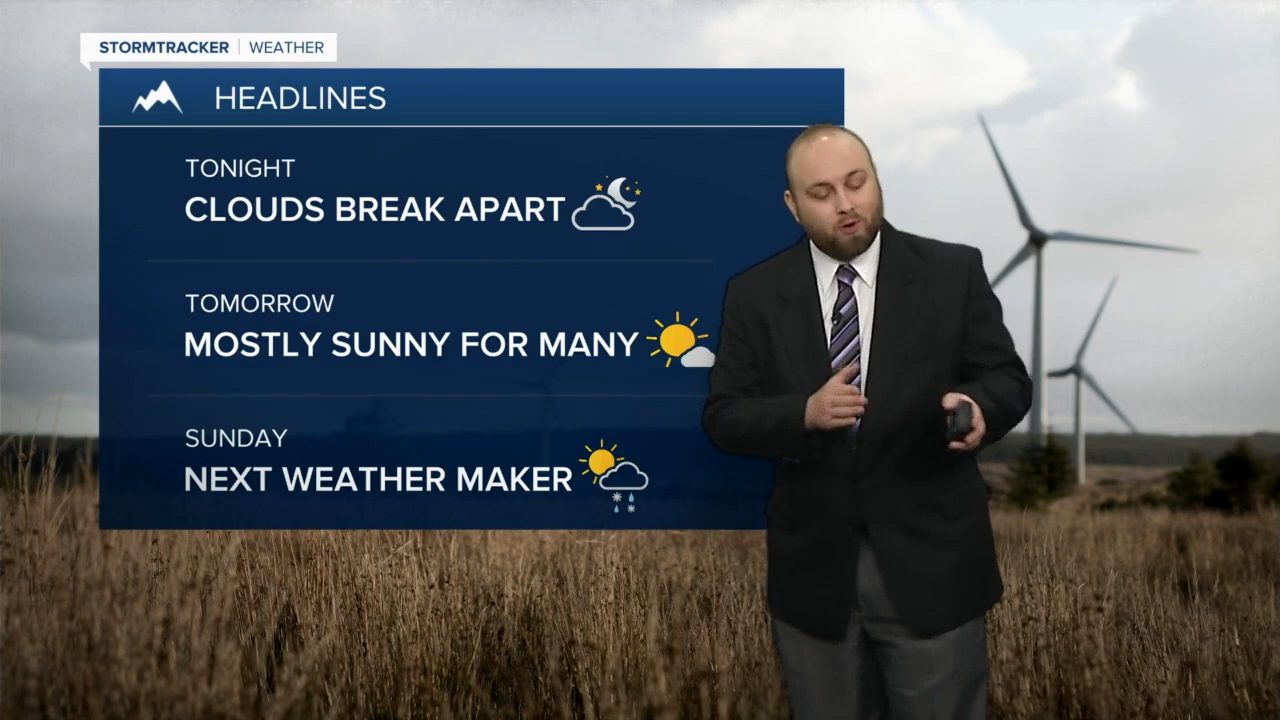 STORMTRACKER | WEATHER
HEADLINES
TONIGHT
CLOUDS BREAK APART
TOMORROW
MOSTLY SUNNY FOR MANY
SUNDAY
NEXT WEATHER MAKER